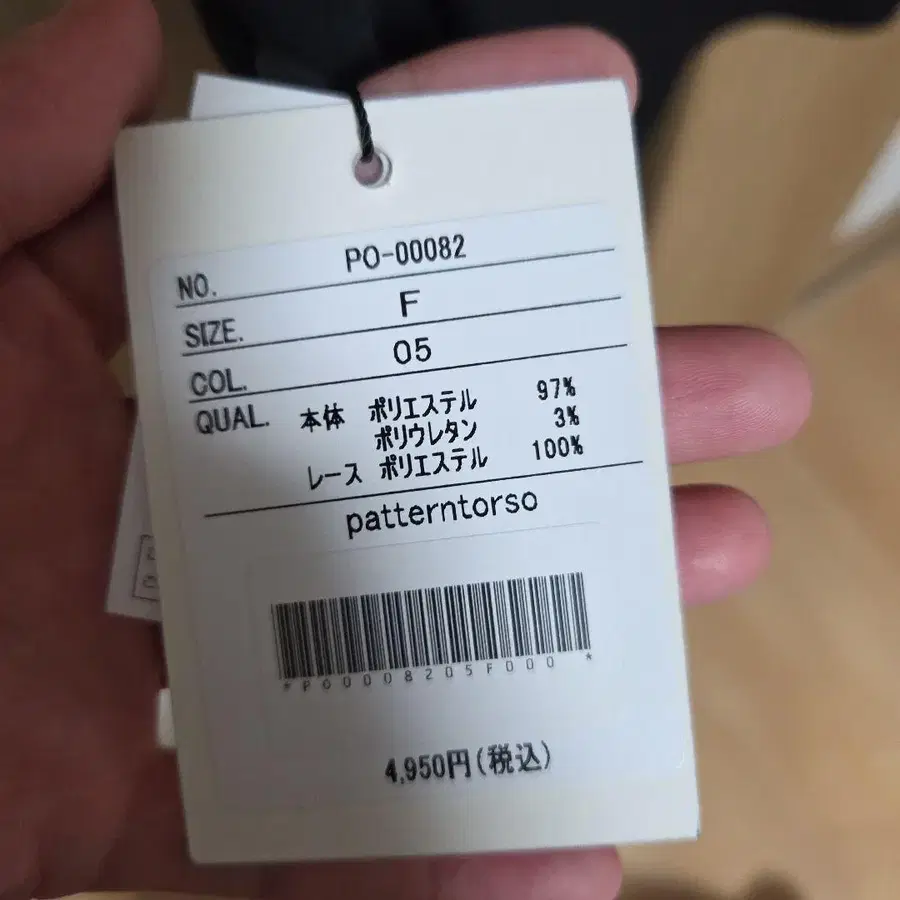 NO. PO-00082
SIZE. F
COL. 05
QUAL. 本体 ポリエステル 97%
ポリウレタン 3%
レース ポリエステル 100%
patterntorso
*PO0008205F000*
4,950円(税込)